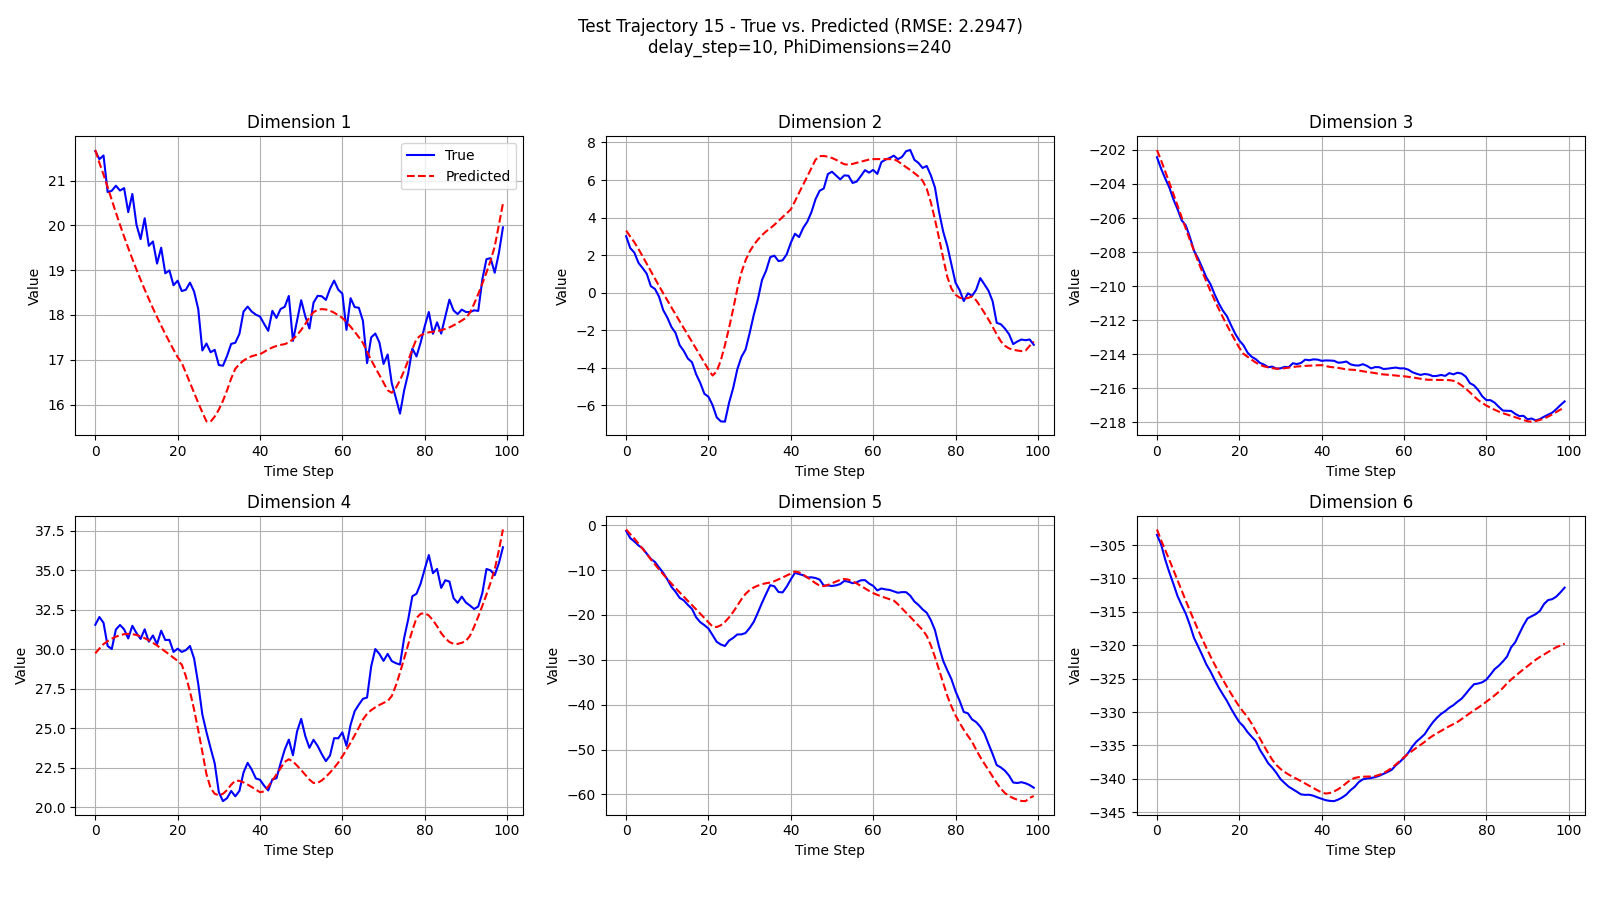 Test Trajectory 15 - True vs. Predicted (RMSE: 2.2947)
delay_step=10, PhiDimensions=240
Dimension 1
True
Predicted
21
20
19
18
17
16
Value
0 20 40 60 80 100
Time Step
Dimension 2
8
6
4
2
0
−2
−4
−6
Value
0 20 40 60 80 100
Time Step
Dimension 3
−202
−204
−206
−208
−210
−212
−214
−216
−218
Value
0 20 40 60 80 100
Time Step
Dimension 4
37.5
35.0
32.5
30.0
27.5
25.0
22.5
20.0
Value
0 20 40 60 80 100
Time Step
Dimension 5
0
−10
−20
−30
−40
−50
−60
Value
0 20 40 60 80 100
Time Step
Dimension 6
−305
−310
−315
−320
−325
−330
−335
−340
−345
Value
0 20 40 60 80 100
Time Step